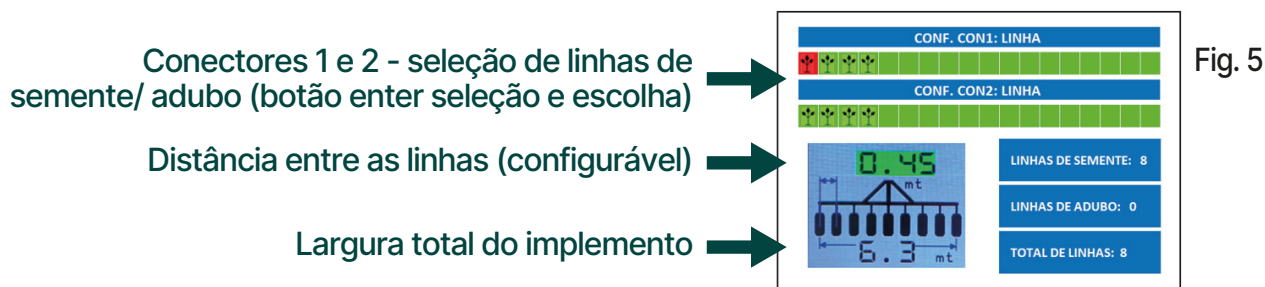 CONF. CON1: LINHA
Fig. 5
Conectores 1 e 2 - seleção de linhas de
semente/ adubo (botão enter seleção e escolha)
CONF. CON2: LINHA
Distância entre as linhas (configurável)
0.45
mt
LINHAS DE SEMENTE: 8
LINHAS DE ADUBO: 0
Largura total do implemento
6.3 mt
TOTAL DE LINHAS: 8